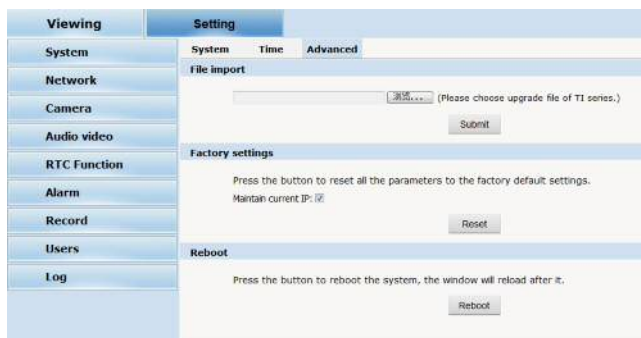 Viewing Setting
System
Network
Camera
Audio video
RTC Function
Alarm
Record
Users
Log
System Time Advanced
File import
浏览... (Please choose upgrade file of TI series.)
Submit
Factory settings
Press the button to reset all the parameters to the factory default settings.
Maintain current IP:
Reset
Reboot
Press the button to reboot the system, the window will reload after it.
Reboot